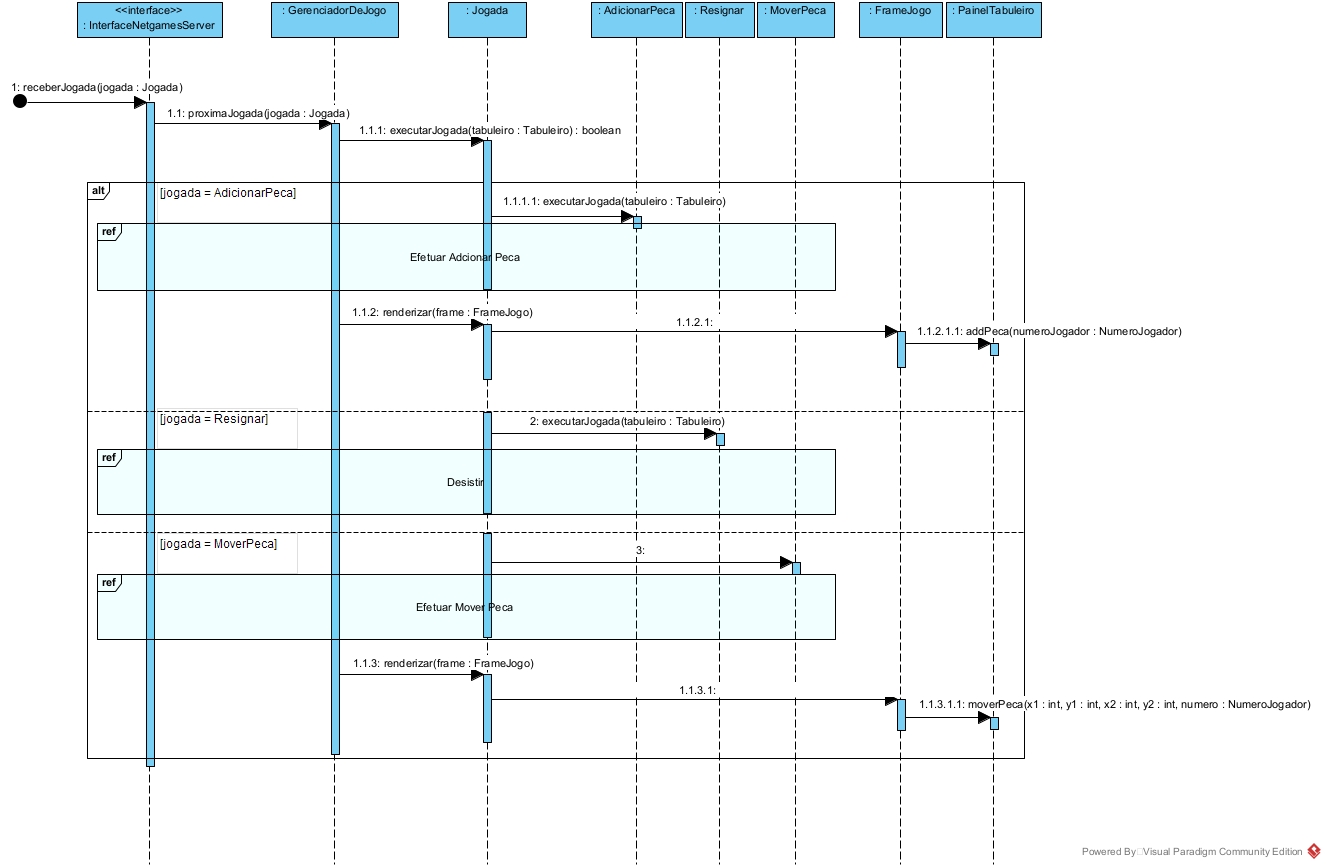 <<interface>>
: InterfaceNetgamesServer
: GerenciadorDeJogo
: Jogada
: AdicionarPeca
: Resignar
: MoverPeca
: FrameJogo
: PainelTabuleiro
1: receberJogada(jogada : Jogada)
1.1: proximaJogada(jogada : Jogada)
1.1.1: executarJogada(tabuleiro : Tabuleiro) : boolean
alt
[jogada = AdicionarPeca]
1.1.1.1: executarJogada(tabuleiro : Tabuleiro)
ref
Efetuar Adcionar Peca
1.1.2: renderizar(frame : FrameJogo)
1.1.2.1:
1.1.2.1.1: addPeca(numeroJogador : NumeroJogador)
[jogada = Resignar]
2: executarJogada(tabuleiro : Tabuleiro)
ref
Desistir
[jogada = MoverPeca]
3:
ref
Efetuar Mover Peca
1.1.3: renderizar(frame : FrameJogo)
1.1.3.1:
1.1.3.1.1: moverPeca(x1 : int, y1 : int, x2 : int, y2 : int, numero : NumeroJogador)
Powered By Visual Paradigm Community Edition